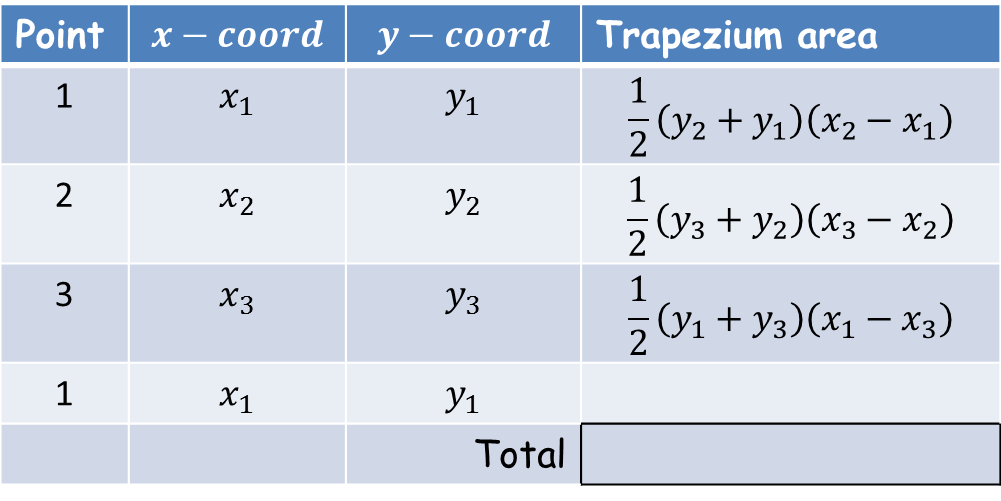 Point x − coord y − coord Trapezium area
1 x₁ y₁ 1/2 (y₂ + y₁)(x₂ − x₁)
2 x₂ y₂ 1/2 (y₃ + y₂)(x₃ − x₂)
3 x₃ y₃ 1/2 (y₁ + y₃)(x₁ − x₃)
1 x₁ y₁
Total